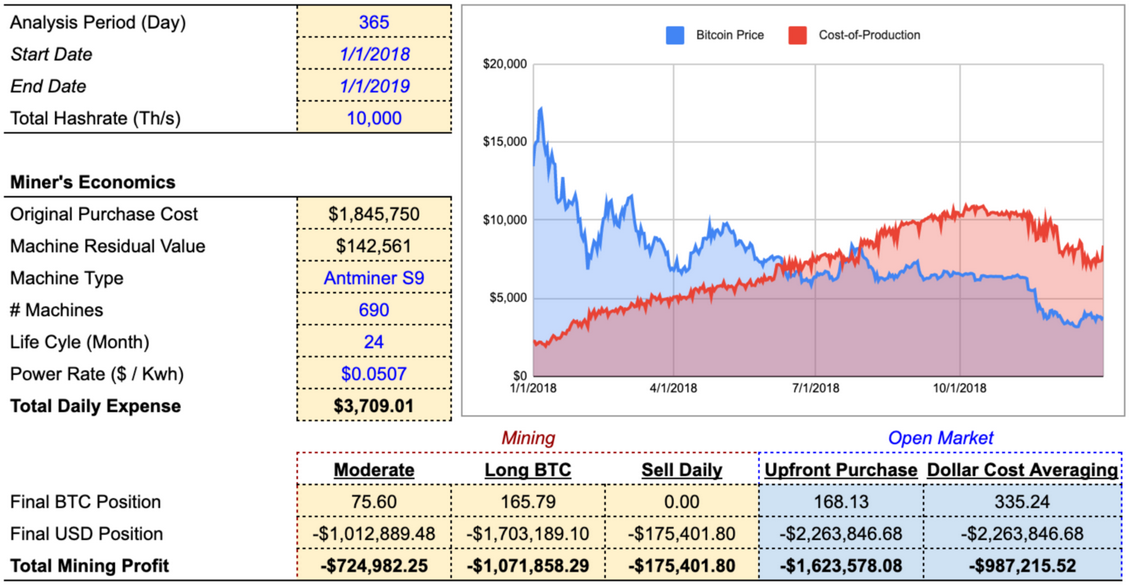 Analysis Period (Day) 365
Start Date 1/1/2018
End Date 1/1/2019
Total Hashrate (Th/s) 10,000
Miner's Economics
Original Purchase Cost $1,845,750
Machine Residual Value $142,561
Machine Type Antminer S9
# Machines 690
Life Cyle (Month) 24
Power Rate ($ / Kwh) $0.0507
Total Daily Expense $3,709.01
Bitcoin Price Cost-of-Production
$20,000
$15,000
$10,000
$5,000
$0
1/1/2018 4/1/2018 7/1/2018 10/1/2018
Mining Open Market
Moderate Long BTC Sell Daily Upfront Purchase Dollar Cost Averaging
Final BTC Position 75.60 165.79 0.00 168.13 335.24
Final USD Position -$1,012,889.48 -$1,703,189.10 -$175,401.80 -$2,263,846.68 -$2,263,846.68
Total Mining Profit -$724,982.25 -$1,071,858.29 -$175,401.80 -$1,623,578.08 -$987,215.52